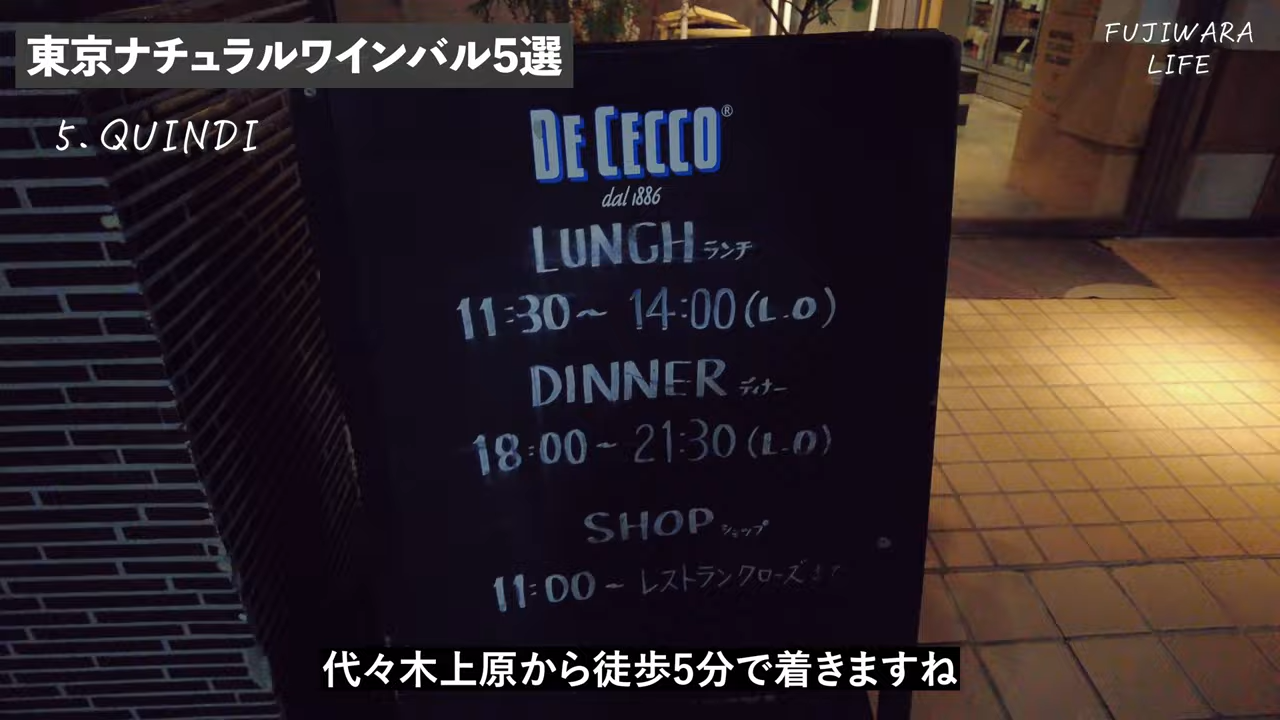 東京ナチュラルワインバル5選
FUJIWARA
LIFE
5. QUINDI
DE CECCO®
dal 1886
LUNCH ランチ
11:30~ 14:00 (L.O)
DINNER ディナー
18:00~ 21:30 (L.O)
SHOP ショップ
11:00~ レストランクローズまで
代々木上原から徒歩5分で着きますね